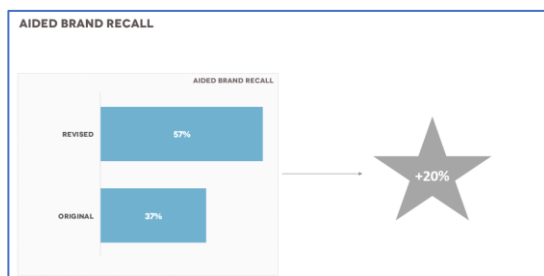 AIDED BRAND RECALL
AIDED BRAND RECALL
REVISED
57%
ORIGINAL
37%
+20%